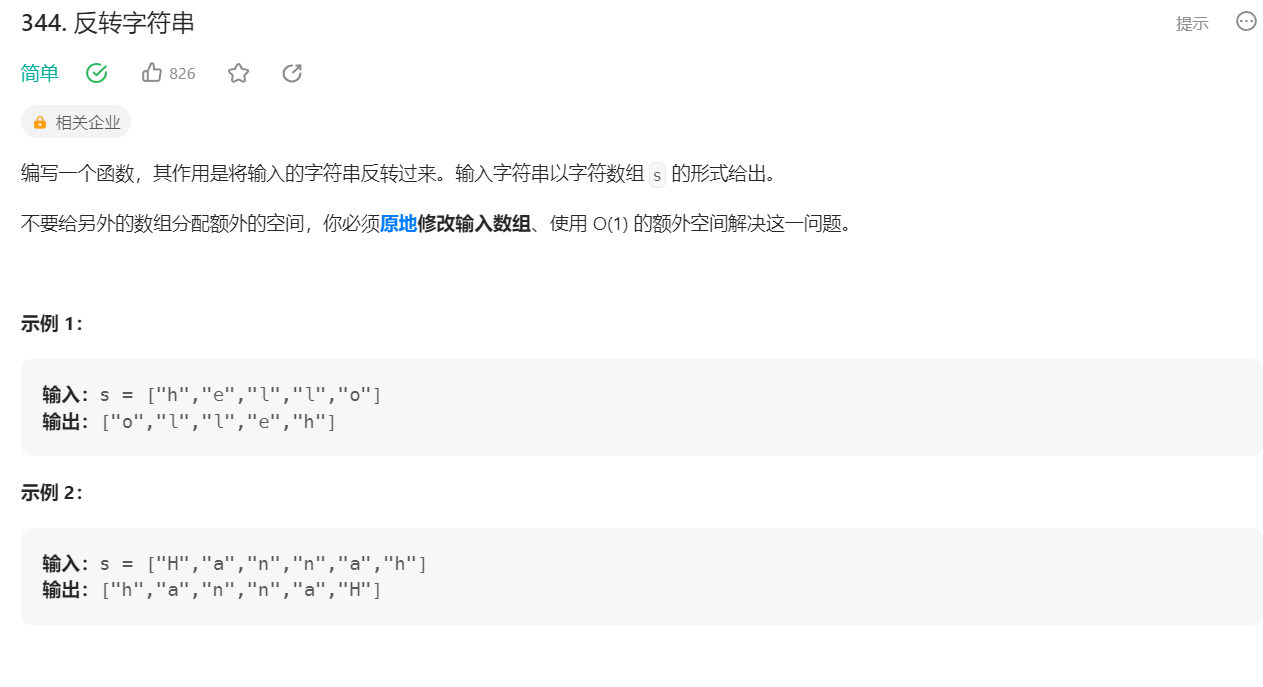 344. 反转字符串
提示
简单
826
相关企业
编写一个函数，其作用是将输入的字符串反转过来。输入字符串以字符数组 s 的形式给出。
不要给另外的数组分配额外的空间，你必须原地修改输入数组、使用 O(1) 的额外空间解决这一问题。
示例 1：
输入：s = ["h","e","l","l","o"]
输出：["o","l","l","e","h"]
示例 2：
输入：s = ["H","a","n","n","a","h"]
输出：["h","a","n","n","a","H"]